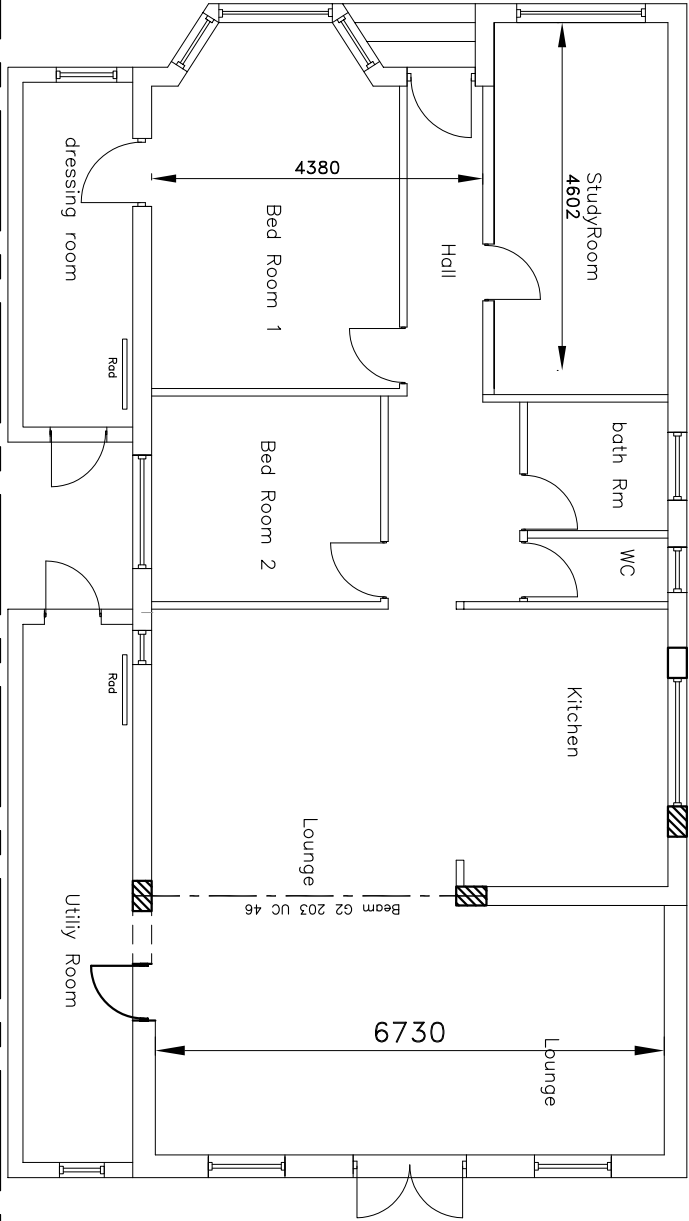 StudyRoom
4602
4380
dressing room
Bed Room 1
Hall
Rad
bath Rm
Bed Room 2
WC
Rad
Kitchen
Lounge
Beam G2 203 UC 46
Utiliy Room
6730
Lounge